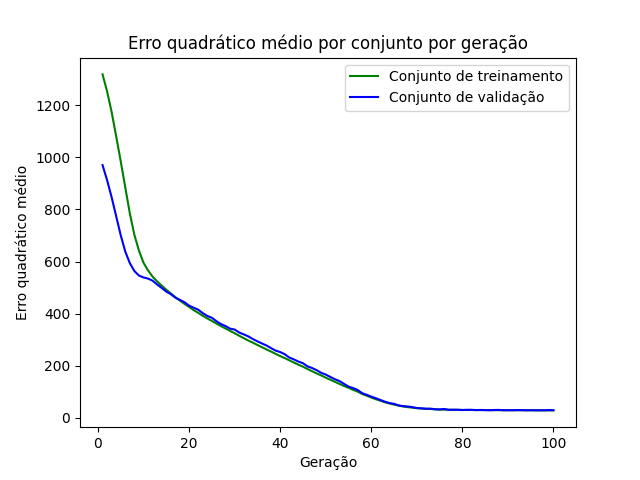 Erro quadrático médio por conjunto por geração
Conjunto de treinamento
Conjunto de validação
Erro quadrático médio
1200
1000
800
600
400
200
0
0 20 40 60 80 100
Geração